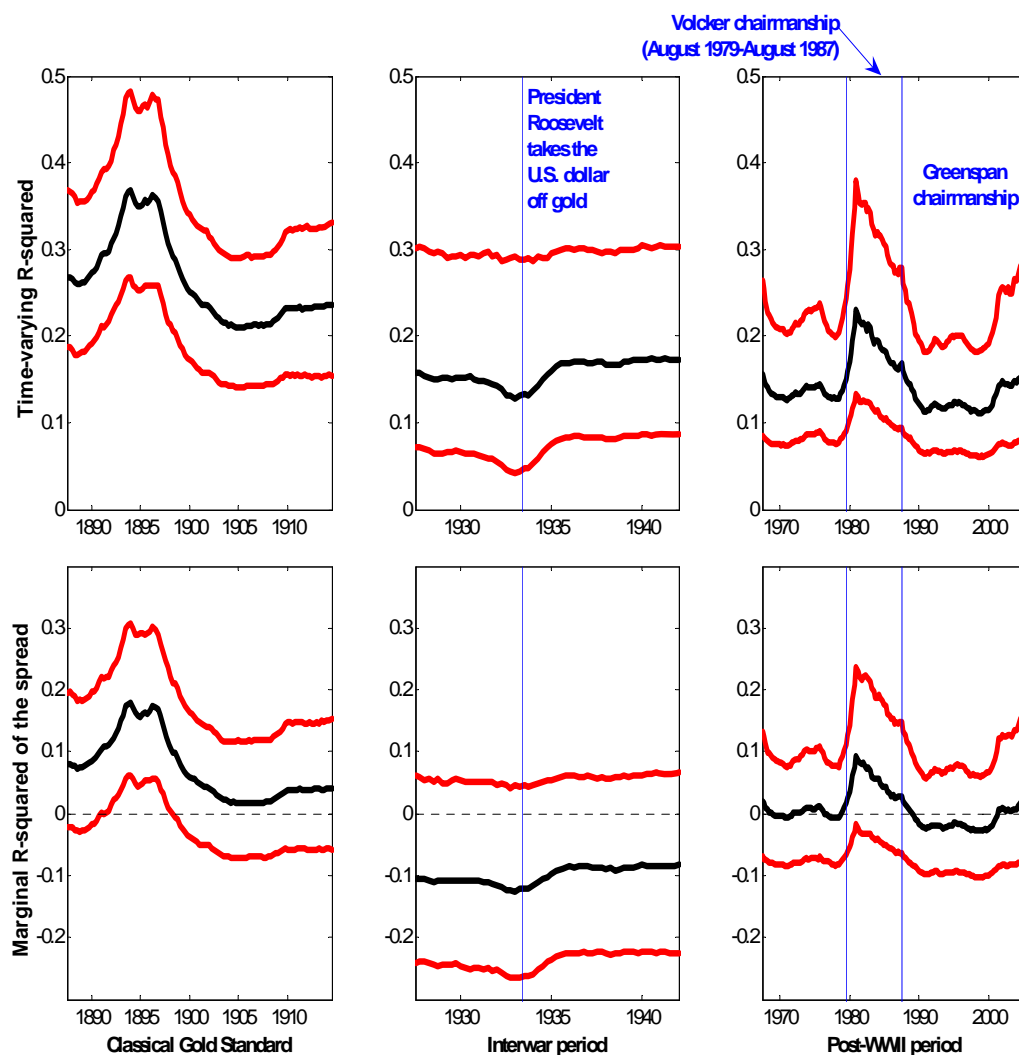 Volcker chairmanship
(August 1979-August 1987)
Time-varying R-squared
0.5
0.4
0.3
0.2
0.1
0
1890 1895 1900 1905 1910
0.5
0.4
0.3
0.2
0.1
0
President
Roosevelt
takes the
U.S. dollar
off gold
1930 1935 1940
0.5
0.4
0.3
0.2
0.1
0
Greenspan
chairmanship
1970 1980 1990 2000
Marginal R-squared of the spread
0.3
0.2
0.1
0
-0.1
-0.2
1890 1895 1900 1905 1910
Classical Gold Standard
0.3
0.2
0.1
0
-0.1
-0.2
1930 1935 1940
Interwar period
0.3
0.2
0.1
0
-0.1
-0.2
1970 1980 1990 2000
Post-WWII period